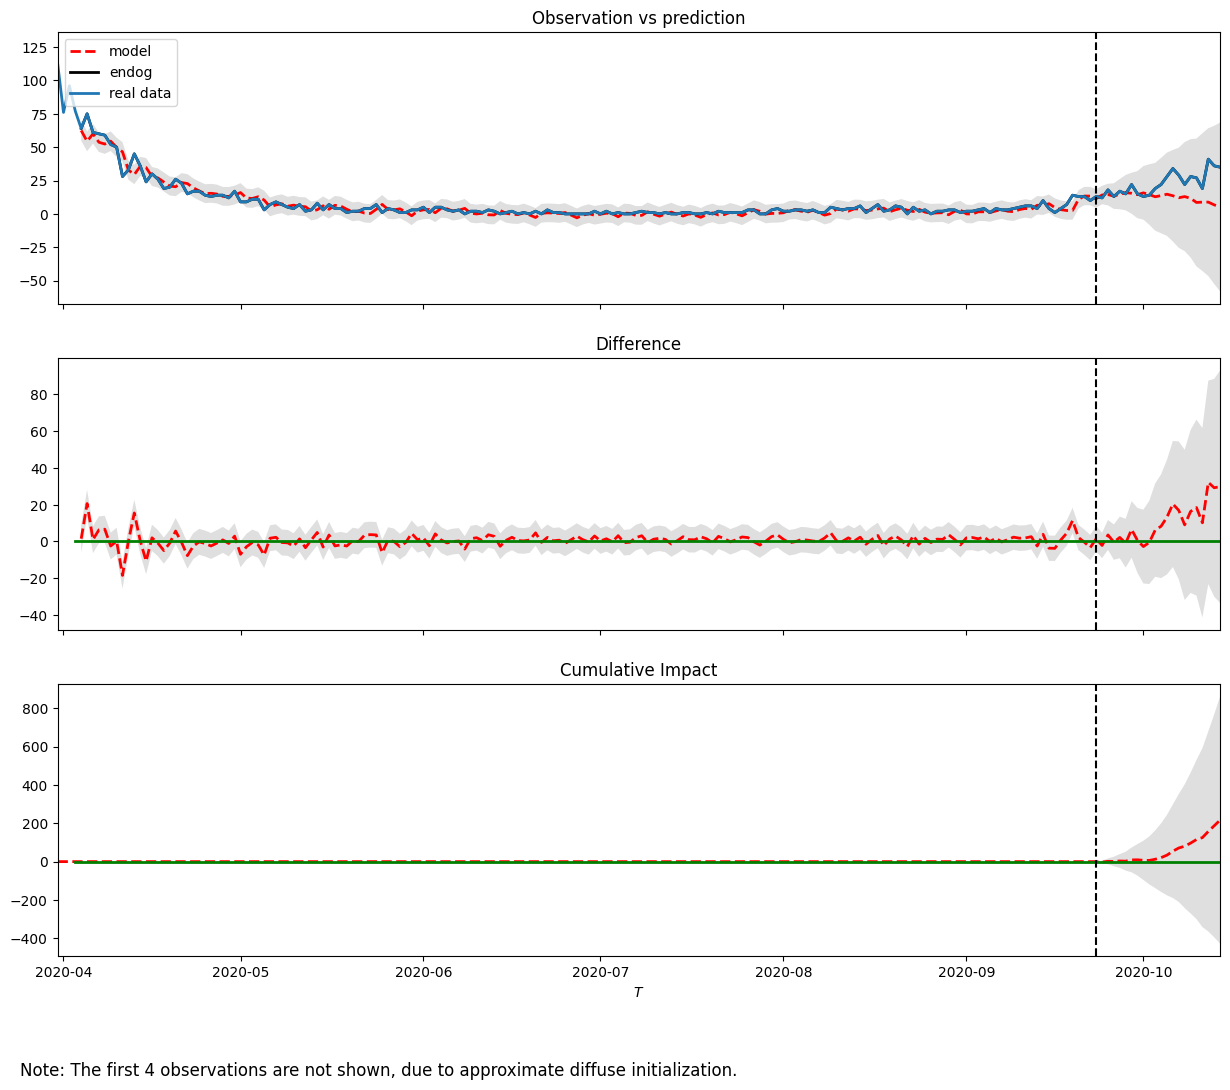 Observation vs prediction
125
100
75
50
25
0
−25
−50
model
endog
real data
Difference
80
60
40
20
0
−20
−40
Cumulative Impact
800
600
400
200
0
−200
−400
2020-04 2020-05 2020-06 2020-07 2020-08 2020-09 2020-10
T
Note: The first 4 observations are not shown, due to approximate diffuse initialization.